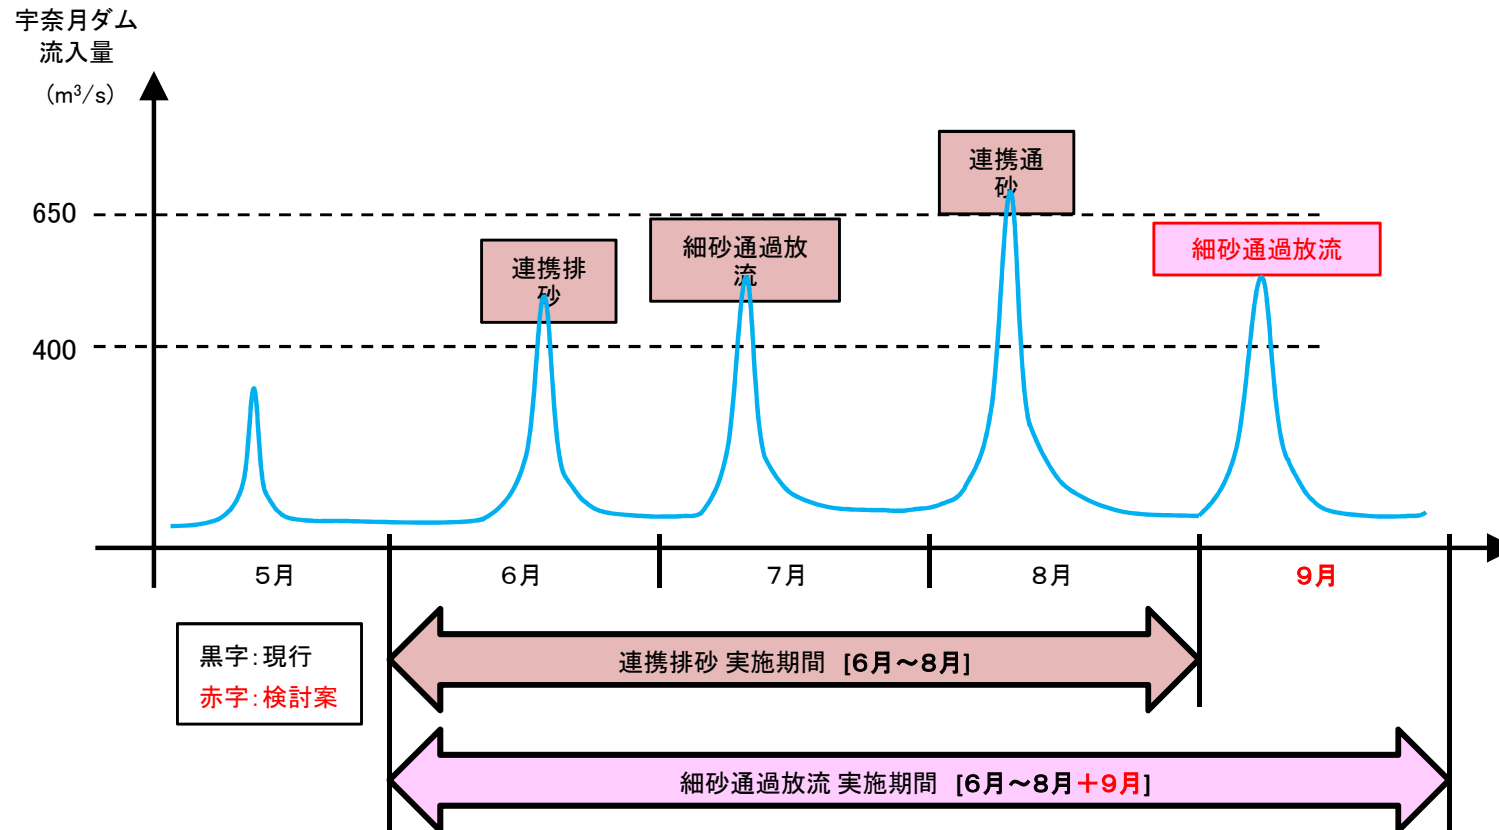 宇奈月ダム
流入量
(m³/s)
連携通
砂
650
細砂通過放
流
細砂通過放流
連携排
砂
400
5月
6月
7月
8月
9月
黒字：現行
赤字：検討案
連携排砂 実施期間 [6月～8月]
細砂通過放流 実施期間 [6月～8月＋9月]